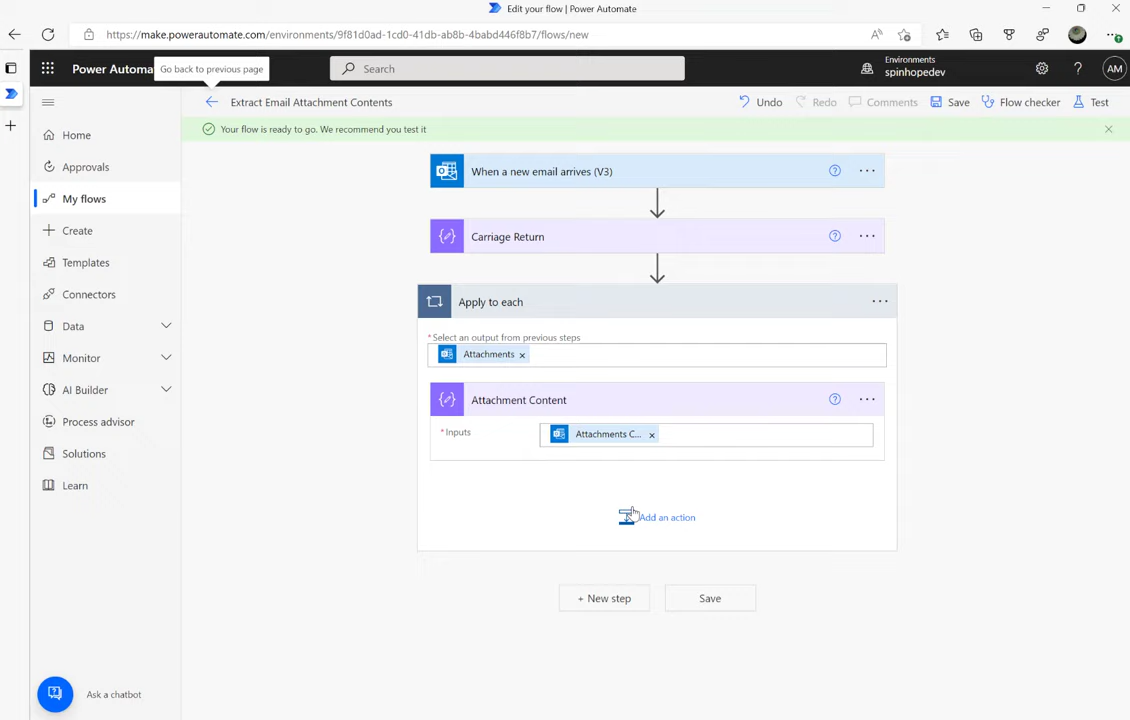 Edit your flow | Power Automate
https://make.powerautomate.com/environments/9f81d0ad-1cd0-41db-ab8b-4babd446f8b7/flows/new
Power Automa
Go back to previous page
Search
Environments
spinhopedev
AM
Extract Email Attachment Contents
Undo
Redo
Comments
Save
Flow checker
Test
Your flow is ready to go. We recommend you test it
Home
Approvals
My flows
Create
Templates
Connectors
Data
Monitor
AI Builder
Process advisor
Solutions
Learn
Ask a chatbot
When a new email arrives (V3)
Carriage Return
Apply to each
* Select an output from previous steps
Attachments x
Attachment Content
* Inputs
Attachments C... x
Add an action
+ New step
Save